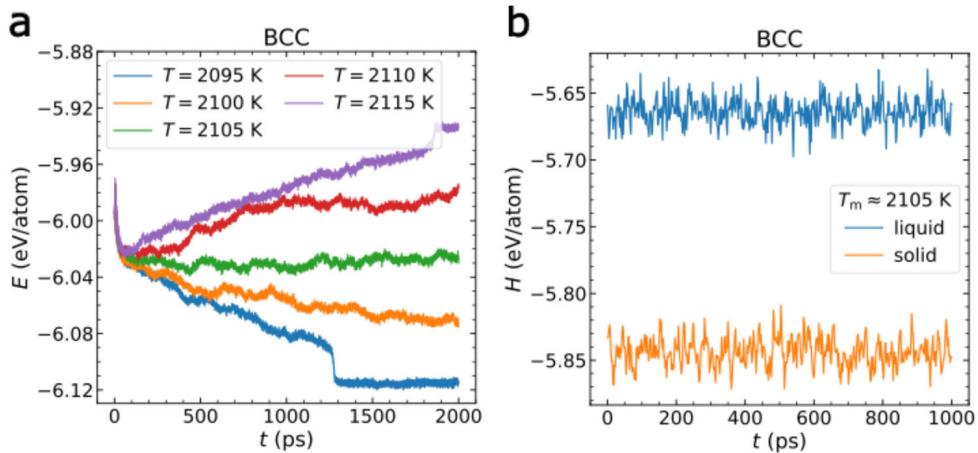 a
BCC
E (eV/atom)
−5.88
−5.92
−5.96
−6.00
−6.04
−6.08
−6.12
T = 2095 K
T = 2100 K
T = 2105 K
T = 2110 K
T = 2115 K
0 500 1000 1500 2000
t (ps)
b
BCC
H (eV/atom)
−5.65
−5.70
−5.75
−5.80
−5.85
Tm ≈ 2105 K
liquid
solid
0 200 400 600 800 1000
t (ps)